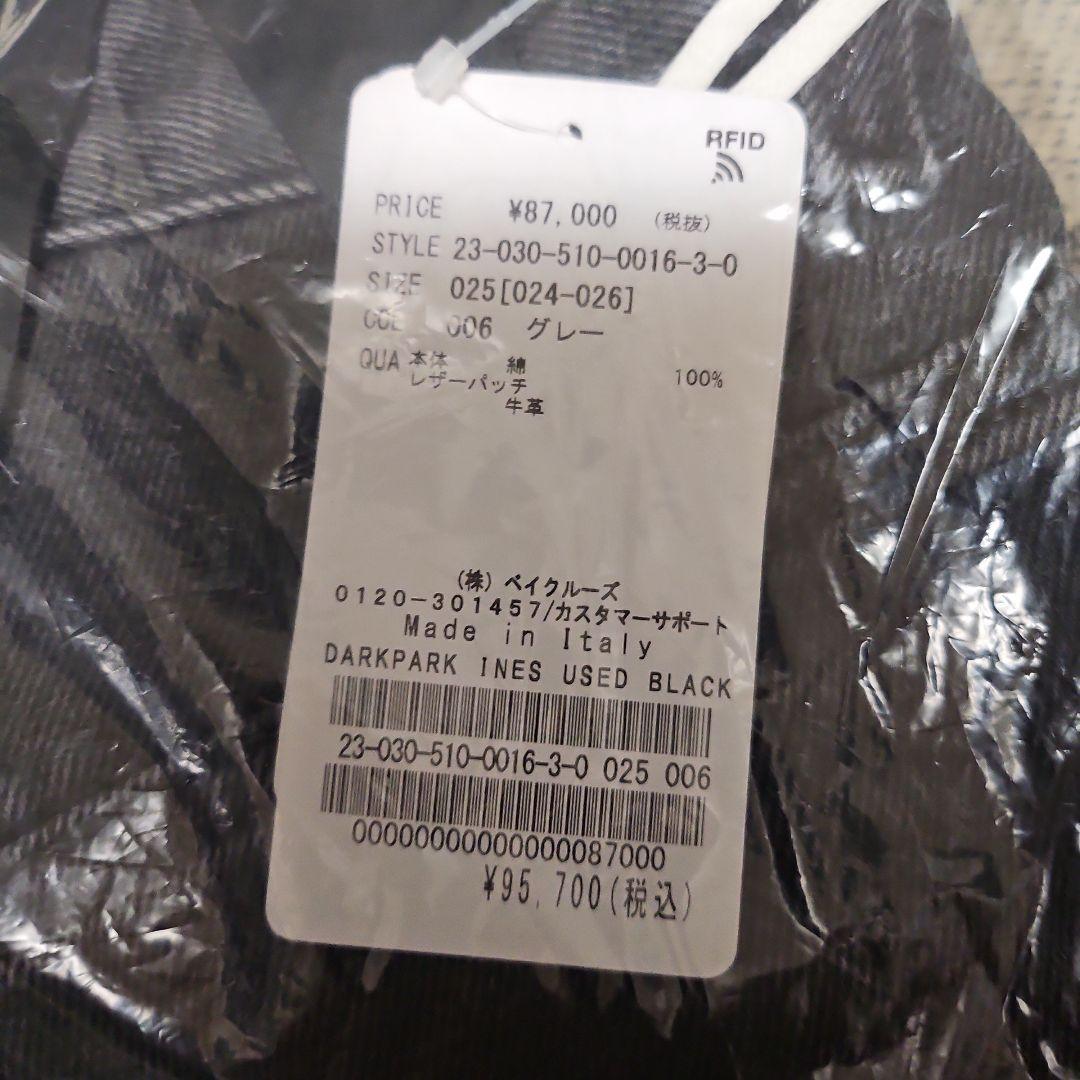 RFID
PRICE ¥87,000 (税抜)
STYLE 23-030-510-0016-3-0
SIZE 025[024-026]
COL 006 グレー
QUA 本体 綿 100%
レザーパッチ
牛革
(株)ベイクルーズ
0120-301457/カスタマーサポート
Made in Italy
DARKPARK INES USED BLACK
23-030-510-0016-3-0 025 006
00000000000000087000
¥95,700(税込)